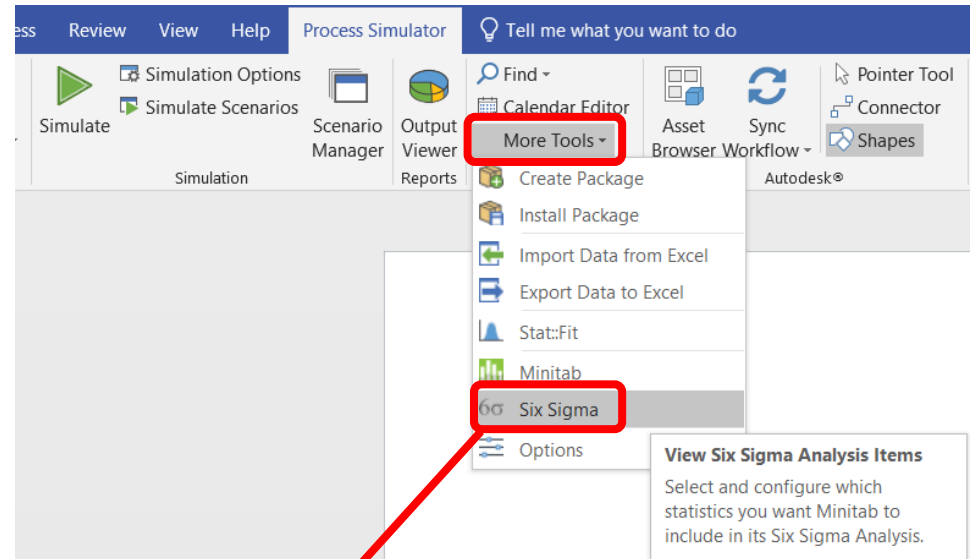 ess Review View Help Process Simulator Tell me what you want to do
Simulate
Simulation Options
Simulate Scenarios
Scenario
Manager
Simulation
Output
Viewer
Reports
Find
Calendar Editor
More Tools
Asset
Browser
Sync
Workflow
Pointer Tool
Connector
Shapes
Autodesk®
Create Package
Install Package
Import Data from Excel
Export Data to Excel
Stat::Fit
Minitab
6σ Six Sigma
Options
View Six Sigma Analysis Items
Select and configure which
statistics you want Minitab to
include in its Six Sigma Analysis.